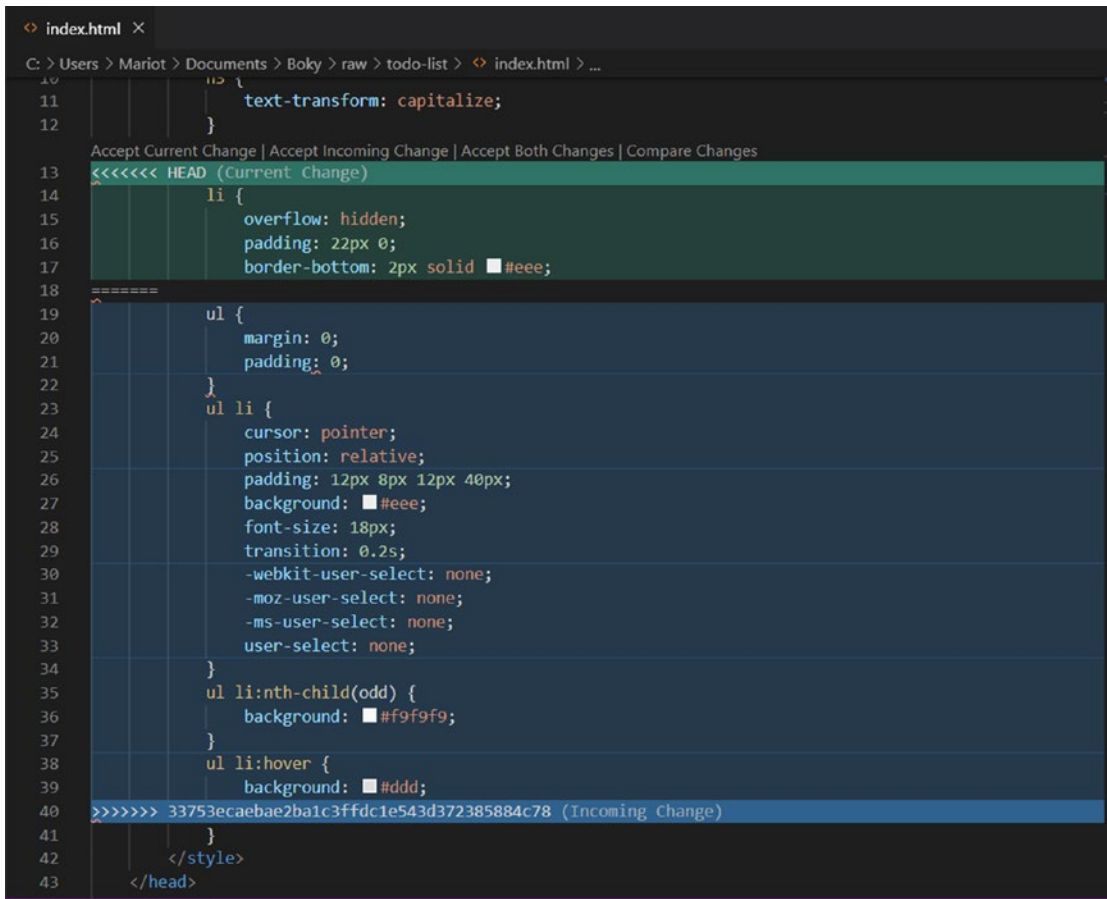 index.html
C: > Users > Mariot > Documents > Boky > raw > todo-list > index.html > ...
10 h3 {
11 text-transform: capitalize;
12 }
Accept Current Change | Accept Incoming Change | Accept Both Changes | Compare Changes
13 <<<<<<< HEAD (Current Change)
14 li {
15 overflow: hidden;
16 padding: 22px 0;
17 border-bottom: 2px solid #eee;
18 =======
19 ul {
20 margin: 0;
21 padding: 0;
22 }
23 ul li {
24 cursor: pointer;
25 position: relative;
26 padding: 12px 8px 12px 40px;
27 background: #eee;
28 font-size: 18px;
29 transition: 0.2s;
30 -webkit-user-select: none;
31 -moz-user-select: none;
32 -ms-user-select: none;
33 user-select: none;
34 }
35 ul li:nth-child(odd) {
36 background: #f9f9f9;
37 }
38 ul li:hover {
39 background: #ddd;
40 >>>>>>> 33753ecaebae2ba1c3ffdc1e543d372385884c78 (Incoming Change)
41 }
42 </style>
43 </head>